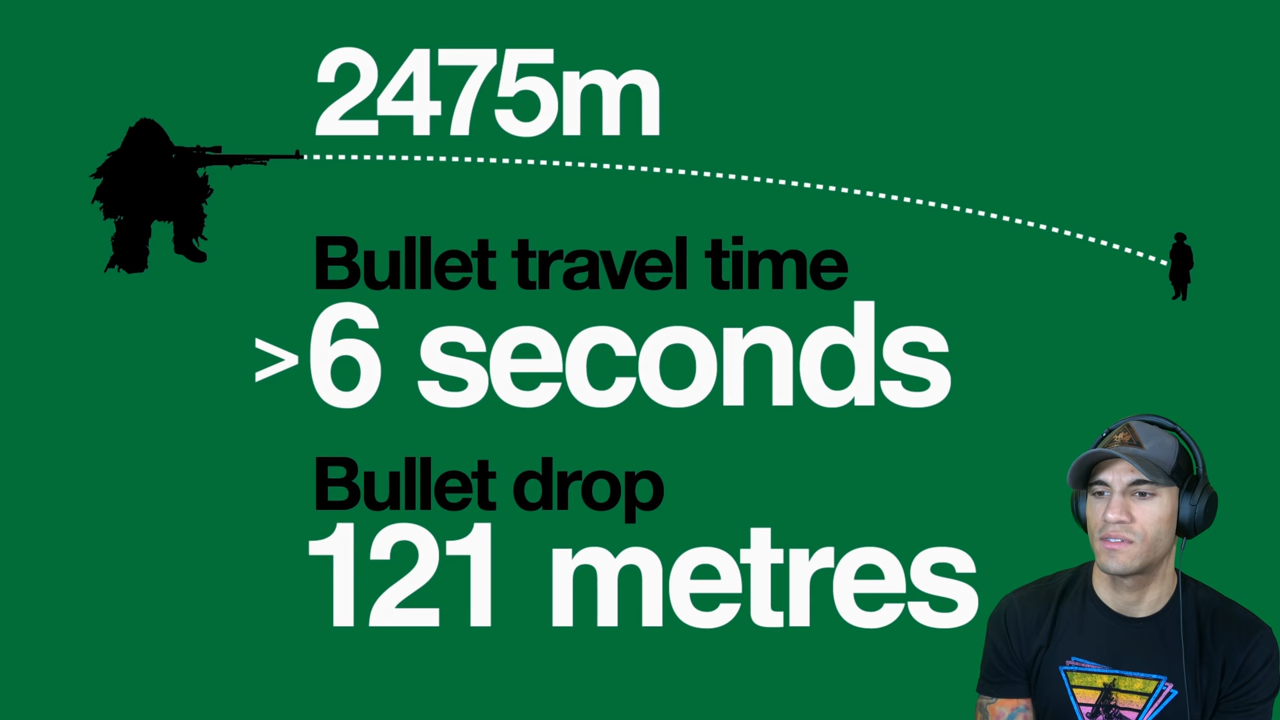 2475m
Bullet travel time
>6 seconds
Bullet drop
121 metres